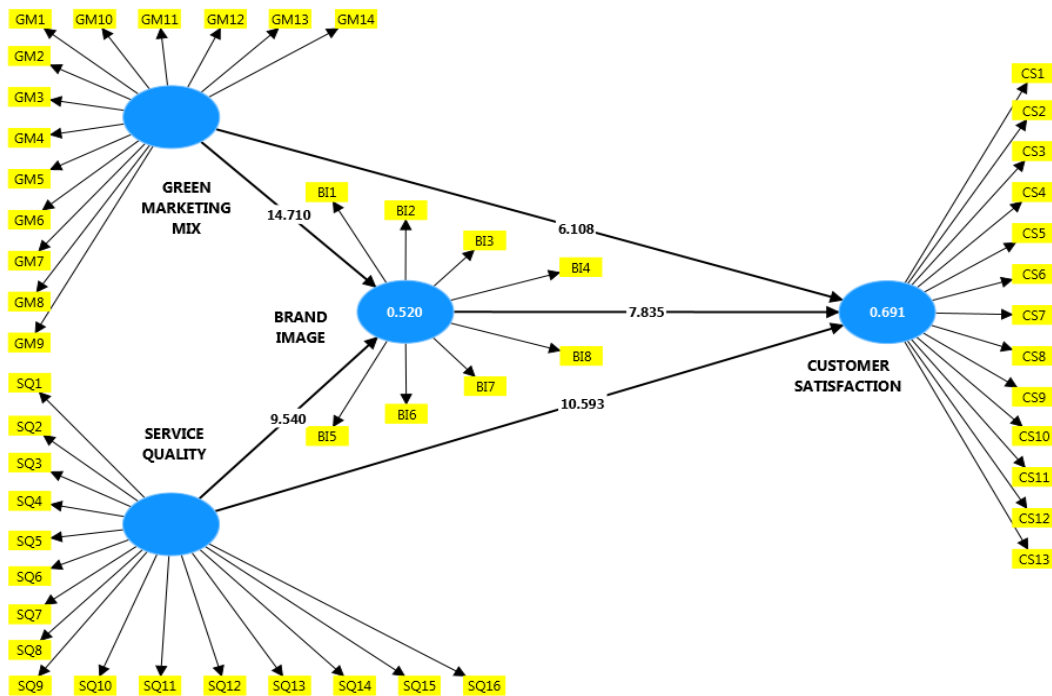 GM1
GM10
GM11
GM12
GM13
GM14
GM2
GM3
GM4
GM5
GM6
GM7
GM8
GM9
GREEN
MARKETING
MIX
14.710
6.108
BI1
BI2
BI3
BI4
BRAND
IMAGE
0.520
7.835
0.691
BI8
BI7
BI6
BI5
CUSTOMER
SATISFACTION
CS1
CS2
CS3
CS4
CS5
CS6
CS7
CS8
CS9
CS10
CS11
CS12
CS13
9.540
10.593
SERVICE
QUALITY
SQ1
SQ2
SQ3
SQ4
SQ5
SQ6
SQ7
SQ8
SQ9
SQ10
SQ11
SQ12
SQ13
SQ14
SQ15
SQ16